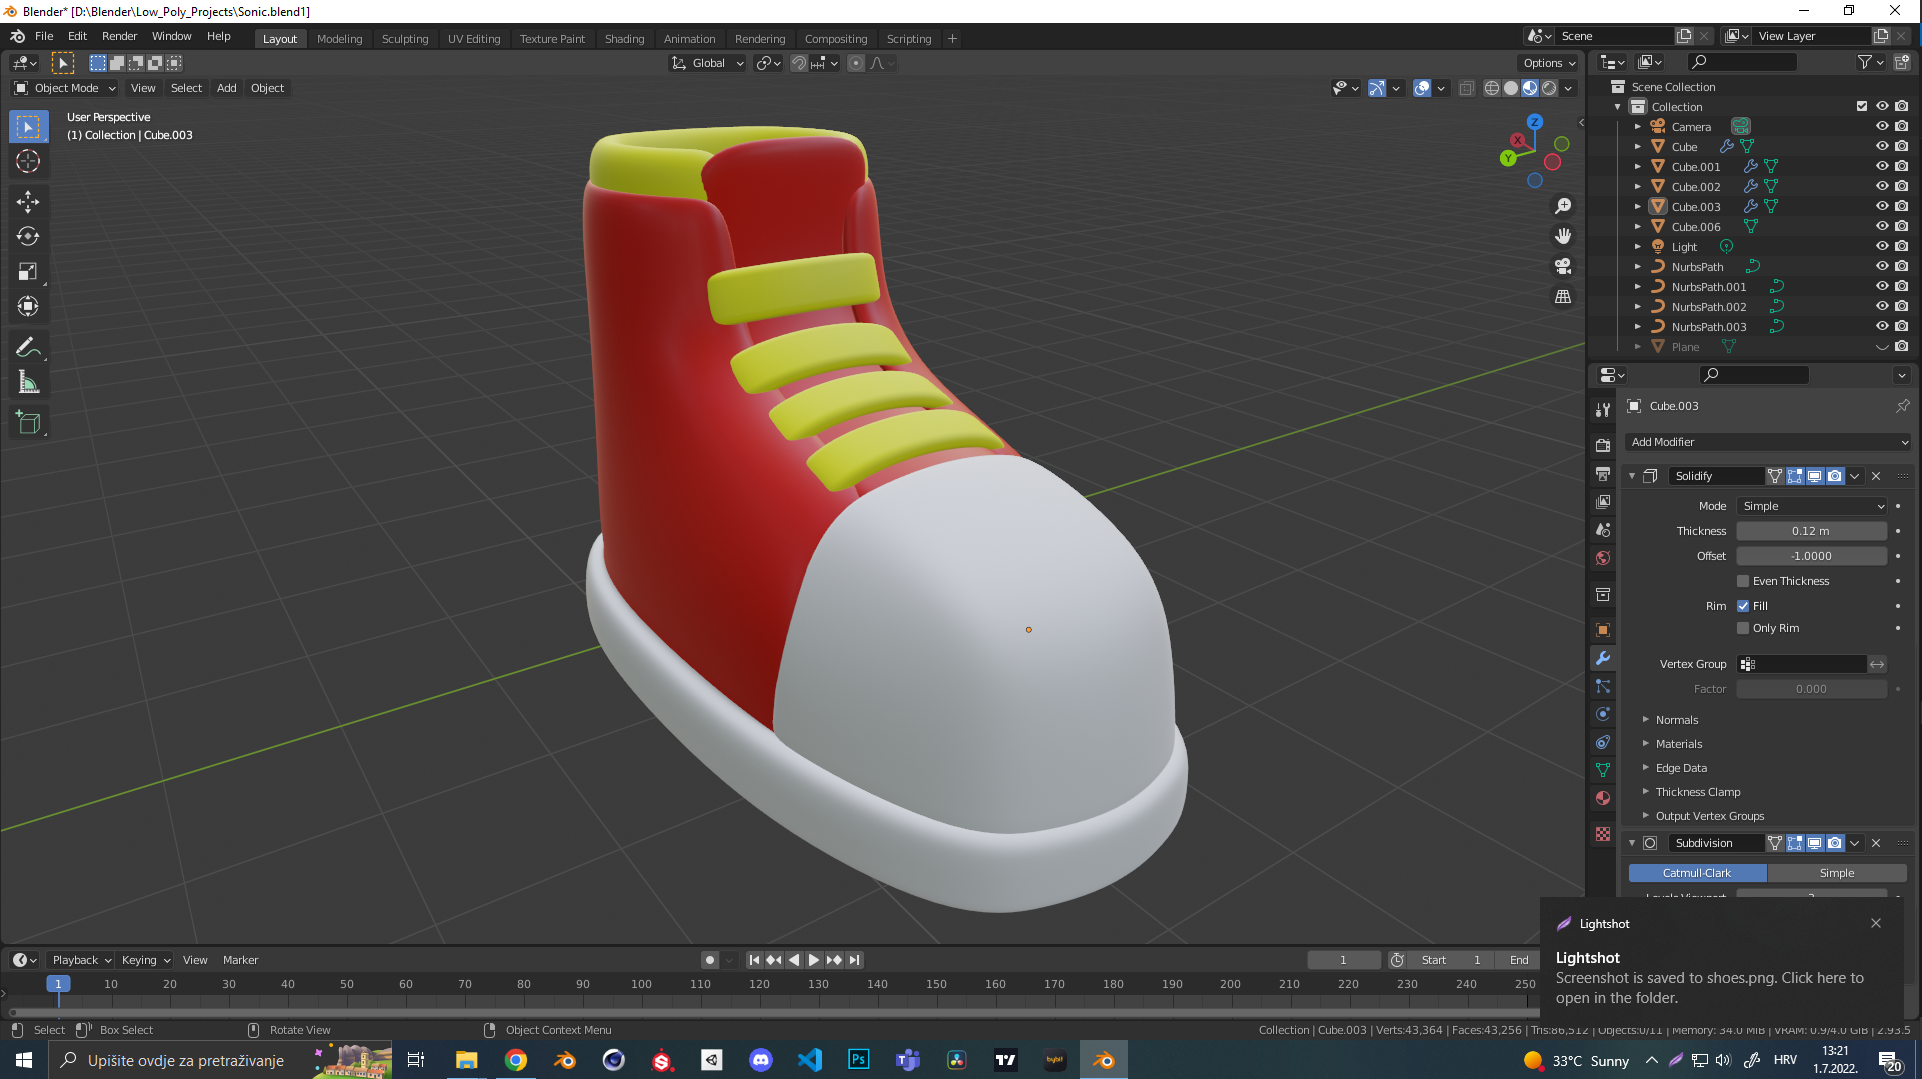 Blender* [D:\Blender\Low_Poly_Projects\Sonic.blend1]
File Edit Render Window Help
Layout Modeling Sculpting UV Editing Texture Paint Shading Animation Rendering Compositing Scripting
Scene
View Layer
Global
Options
Object Mode View Select Add Object
User Perspective
(1) Collection | Cube.003
Z
X
Y
Scene Collection
Collection
Camera
Cube
Cube.001
Cube.002
Cube.003
Cube.006
Light
NurbsPath
NurbsPath.001
NurbsPath.002
NurbsPath.003
Plane
Cube.003
Add Modifier
Solidify
Mode Simple
Thickness 0.12 m
Offset -1.0000
Even Thickness
Rim Fill
Only Rim
Vertex Group
Factor 0.000
Normals
Materials
Edge Data
Thickness Clamp
Output Vertex Groups
Subdivision
Catmull-Clark Simple
Lightshot
Lightshot
Screenshot is saved to shoes.png. Click here to
open in the folder.
Playback Keying View Marker
1 Start 1 End
1 10 20 30 40 50 60 70 80 90 100 110 120 130 140 150 160 170 180 190 200 210 220 230 240 250
Select Box Select Rotate View Object Context Menu
Collection | Cube.003 | Verts:43,364 | Faces:43,256 | Tris:86,512 | Objects:0/11 | Memory: 34.0 MiB | VRAM: 0.9/4.0 GiB | 2.93.5
Upišite ovdje za pretraživanje
Ps
bybit
33°C Sunny
HRV
13:21
1.7.2022.
20